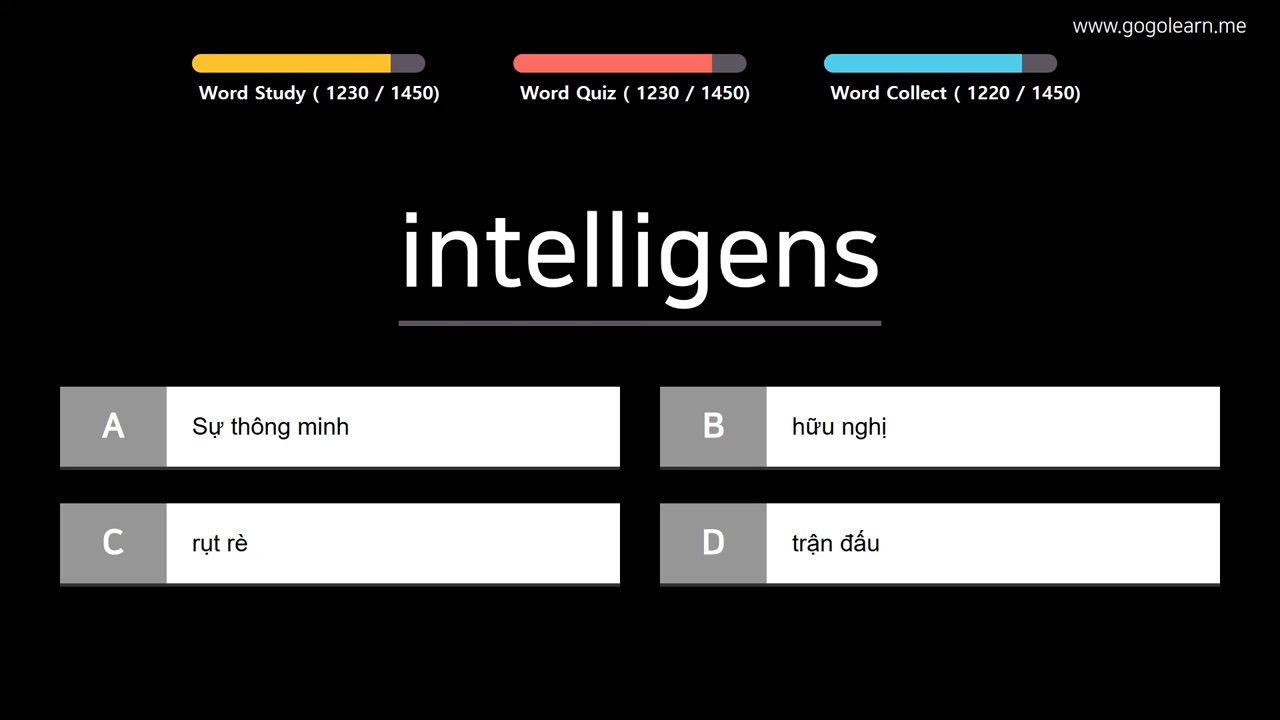 www.gogolearn.me
Word Study ( 1230 / 1450)
Word Quiz ( 1230 / 1450)
Word Collect ( 1220 / 1450)
intelligens
A Sự thông minh
B hữu nghị
C rụt rè
D trận đấu